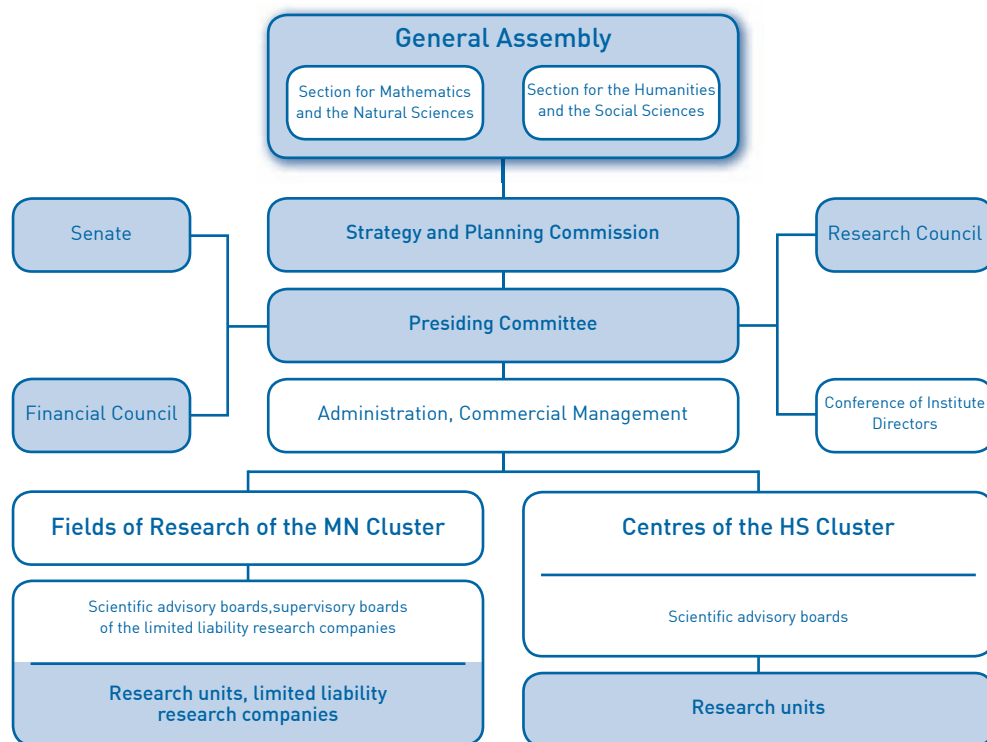 General Assembly
Section for Mathematics
and the Natural Sciences
Section for the Humanities
and the Social Sciences
Senate
Strategy and Planning Commission
Research Council
Presiding Committee
Financial Council
Administration, Commercial Management
Conference of Institute
Directors
Fields of Research of the MN Cluster
Centres of the HS Cluster
Scientific advisory boards,supervisory boards
of the limited liability research companies
Scientific advisory boards
Research units, limited liability
research companies
Research units